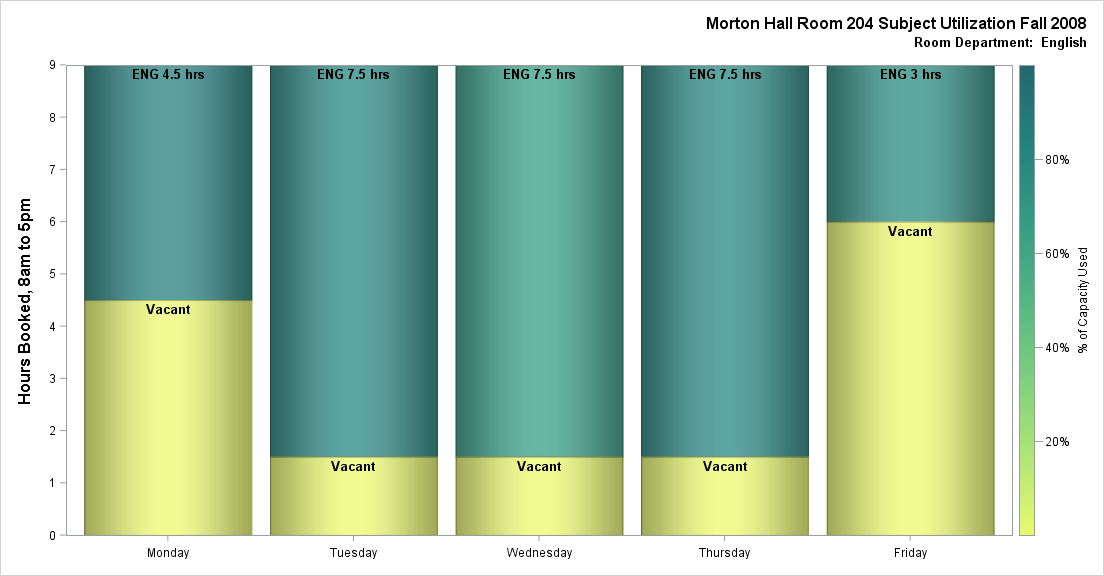 Morton Hall Room 204 Subject Utilization Fall 2008
Room Department: English
Hours Booked, 8am to 5pm
9
8
7
6
5
4
3
2
1
0
ENG 4.5 hrs
ENG 7.5 hrs
ENG 7.5 hrs
ENG 7.5 hrs
ENG 3 hrs
Vacant
Vacant
Vacant
Vacant
Vacant
Monday
Tuesday
Wednesday
Thursday
Friday
80%
60%
40%
20%
% of Capacity Used